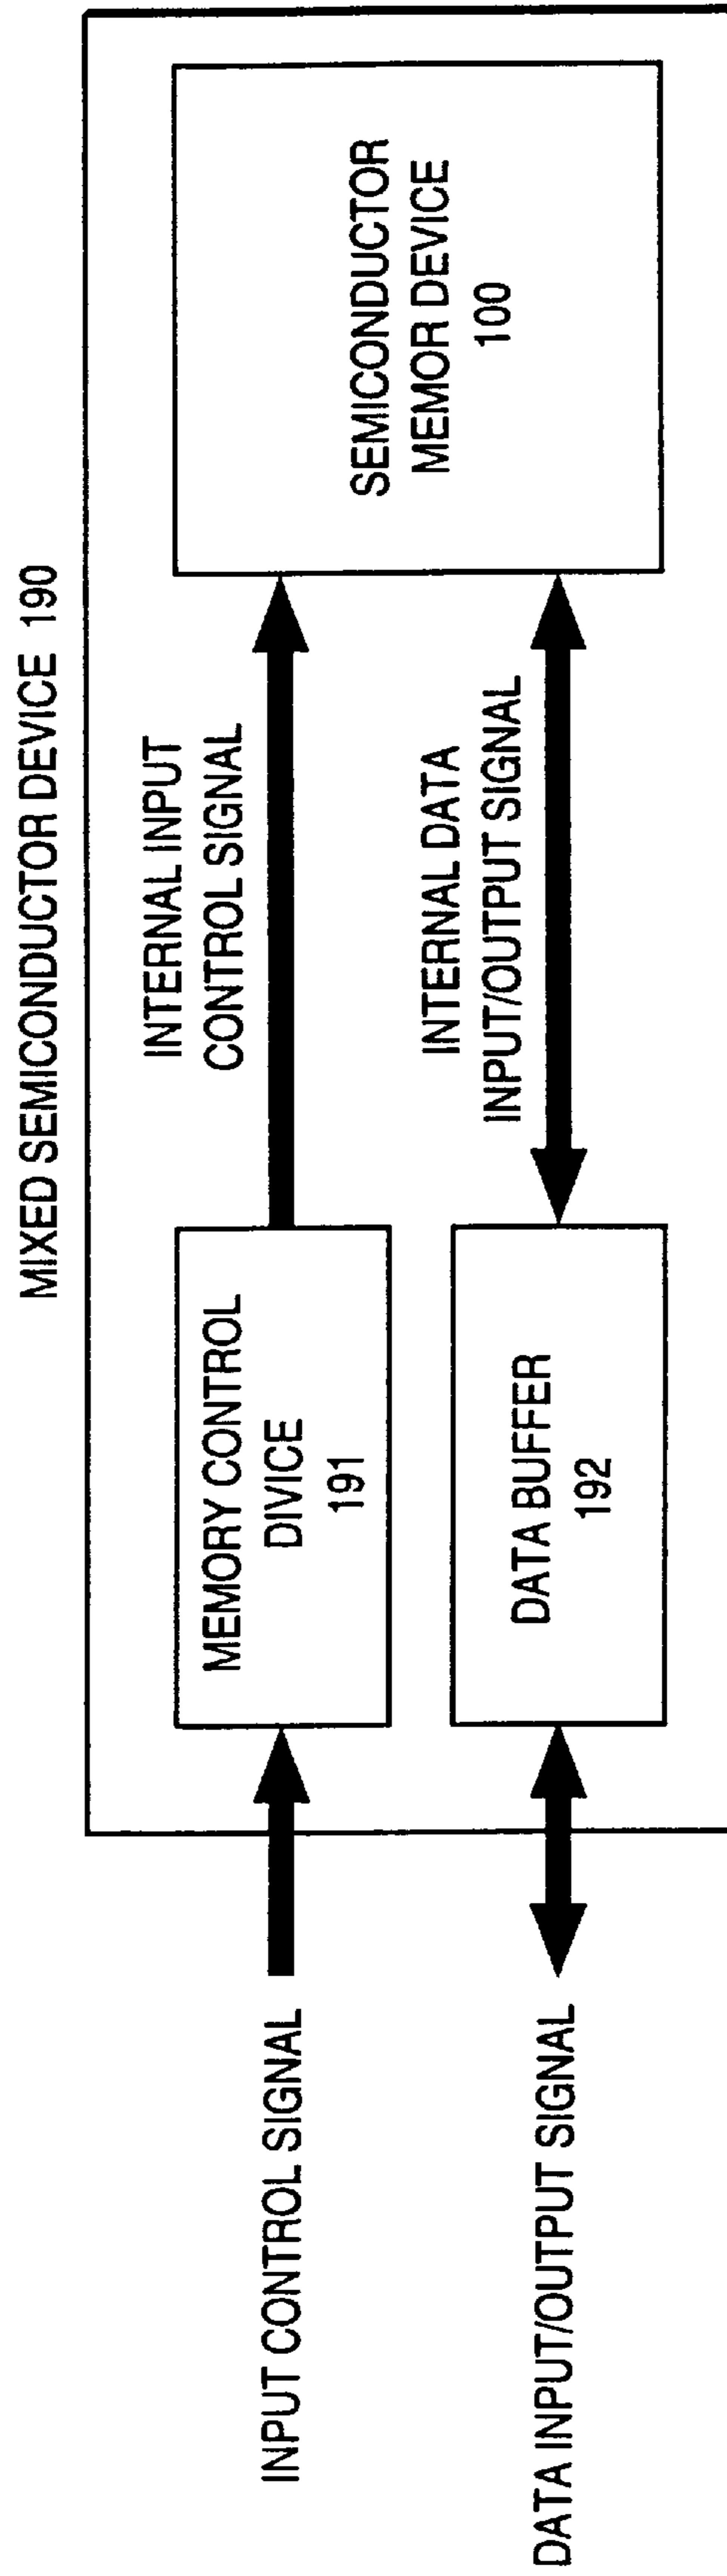 MIXED SEMICONDUCTOR DEVICE 190
INPUT CONTROL SIGNAL
MEMORY CONTROL
DIVICE
191
INTERNAL INPUT
CONTROL SIGNAL
SEMICONDUCTOR
MEMOR DEVICE
100
DATA INPUT/OUTPUT SIGNAL
DATA BUFFER
192
INTERNAL DATA
INPUT/OUTPUT SIGNAL